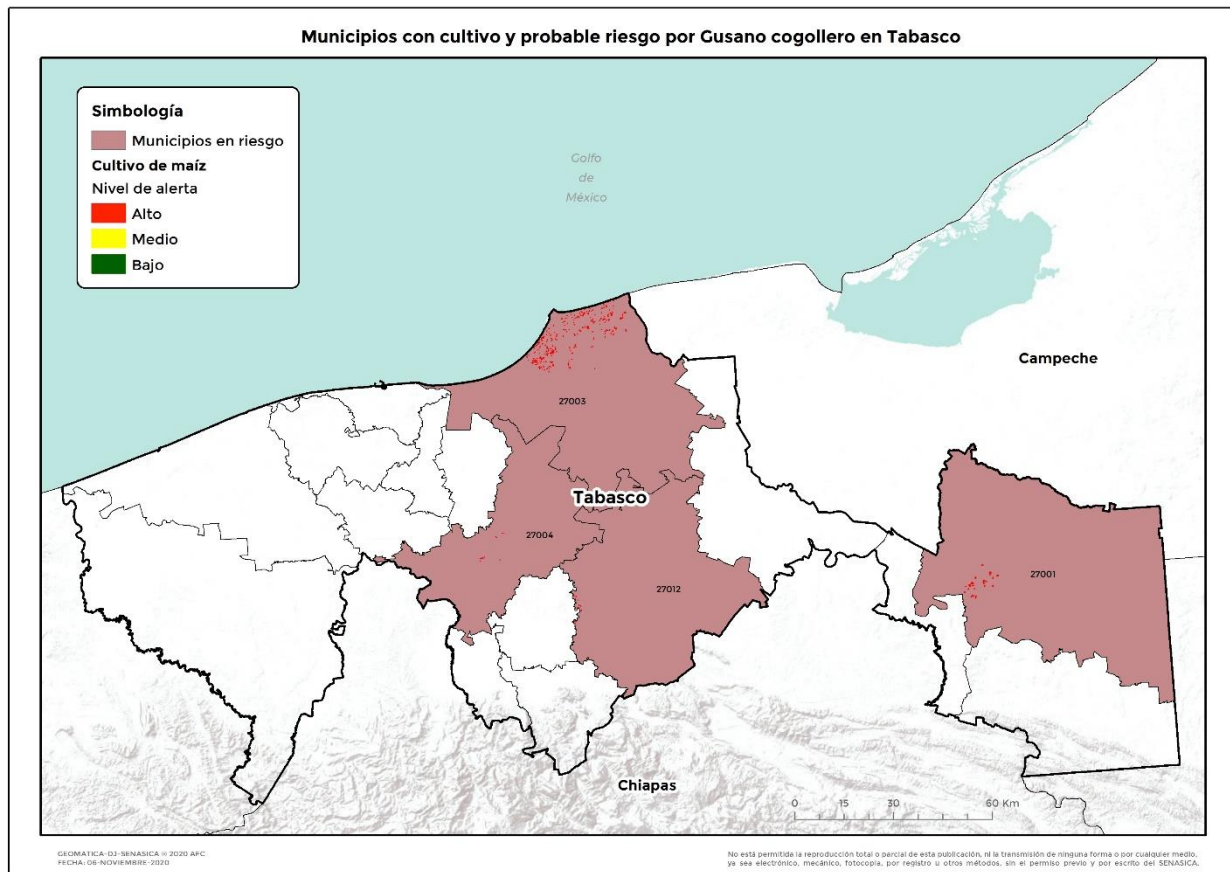 Municipios con cultivo y probable riesgo por Gusano cogollero en Tabasco
Simbología
Municipios en riesgo
Cultivo de maíz
Nivel de alerta
Alto
Medio
Bajo
Golfo
de
México
Campeche
27003
Tabasco
27004
27012
27001
Chiapas
0 15 30 60 Km
GEOMATICA-DJ-SENASICA © 2020 AFC
FECHA: 06-NOVIEMBRE-2020
No está permitida la reproducción total o parcial de esta publicación, ni la transmisión de ninguna forma o por cualquier medio,
ya sea electrónico, mecánico, fotocopia, por registro u otros métodos, sin el permiso previo y por escrito del SENASICA.